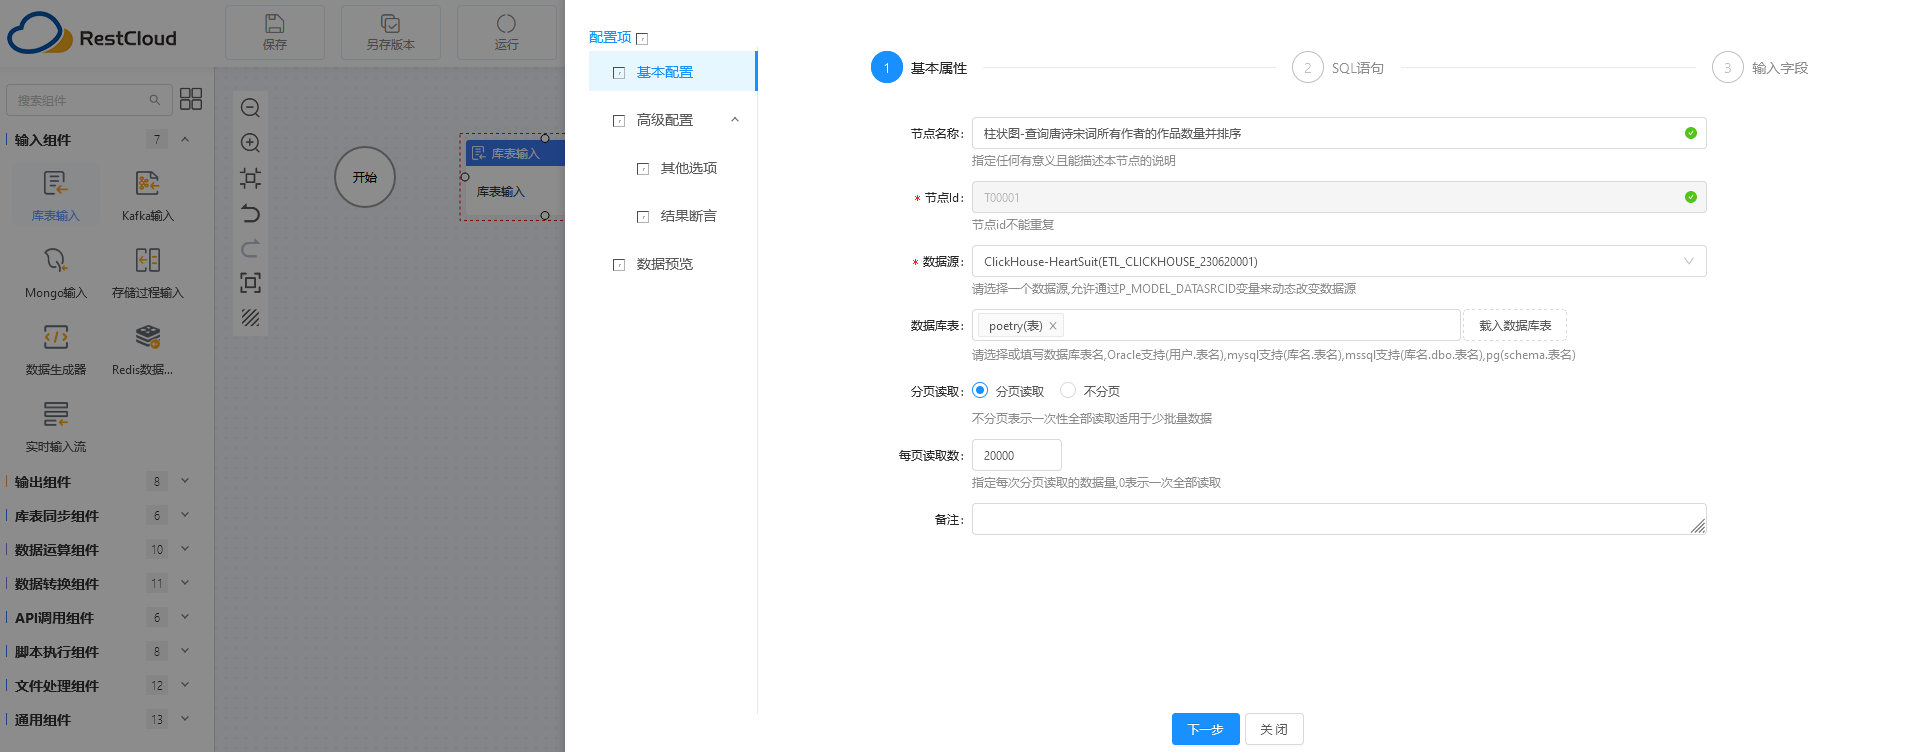 RestCloud
保存
另存版本
运行
搜索组件
输入组件 7
库表输入
Kafka输入
Mongo输入
存储过程输入
数据生成器
Redis数据...
实时输入流
输出组件 8
库表同步组件 6
数据运算组件 10
数据转换组件 11
API调用组件 6
脚本执行组件 8
文件处理组件 12
通用组件 13
开始
库表输入
库表输入
配置项
基本配置
高级配置
其他选项
结果断言
数据预览
1 基本属性
2 SQL语句
3 输入字段
节点名称: 柱状图-查询唐诗宋词所有作者的作品数量并排序
指定任何有意义且能描述本节点的说明
* 节点Id: T00001
节点id不能重复
* 数据源: ClickHouse-HeartSuit(ETL_CLICKHOUSE_230620001)
请选择一个数据源,允许通过P_MODEL_DATASRCID变量来动态改变数据源
数据库表: poetry(表) × 载入数据库表
请选择或填写数据库表名,Oracle支持(用户.表名),mysql支持(库名.表名),mssql支持(库名.dbo.表名),pg(schema.表名)
分页读取: 分页读取 不分页
不分页表示一次性全部读取适用于少批量数据
每页读取数: 20000
指定每次分页读取的数据量,0表示一次全部读取
备注:
下一步 关 闭